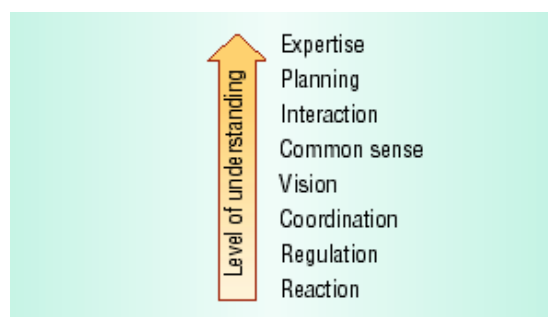 Expertise
Planning
Interaction
Common sense
Vision
Coordination
Regulation
Reaction
Level of understanding